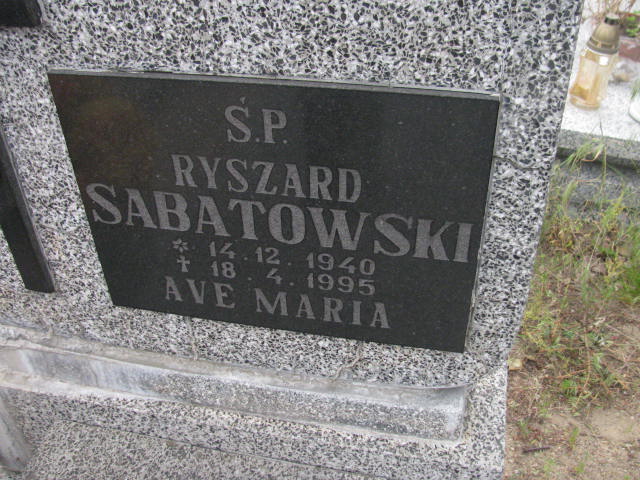 Ś.P.
RYSZARD
SABATOWSKI
* 14.12.1940
✝ 18.4.1995
AVE MARIA